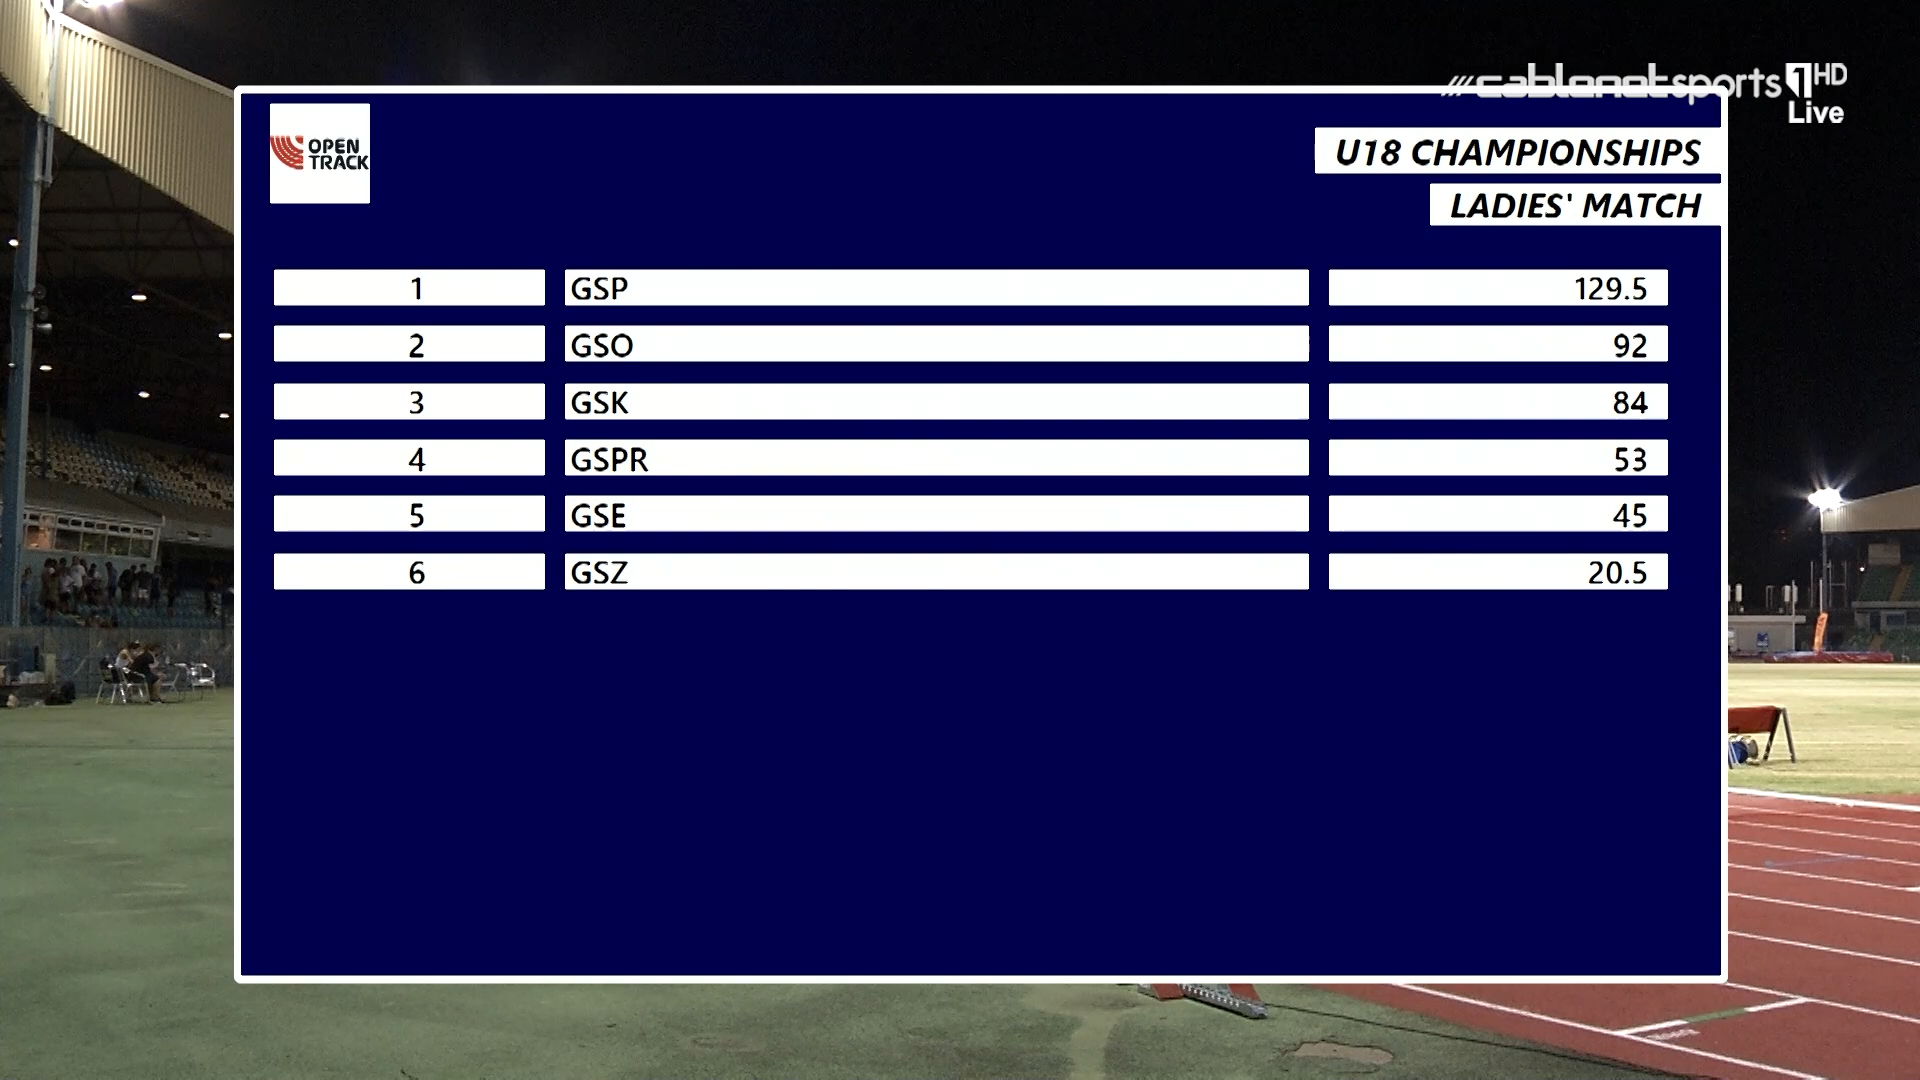 cablenetsports 1 HD
Live
OPEN
TRACK
U18 CHAMPIONSHIPS
LADIES' MATCH
1 GSP 129.5
2 GSO 92
3 GSK 84
4 GSPR 53
5 GSE 45
6 GSZ 20.5